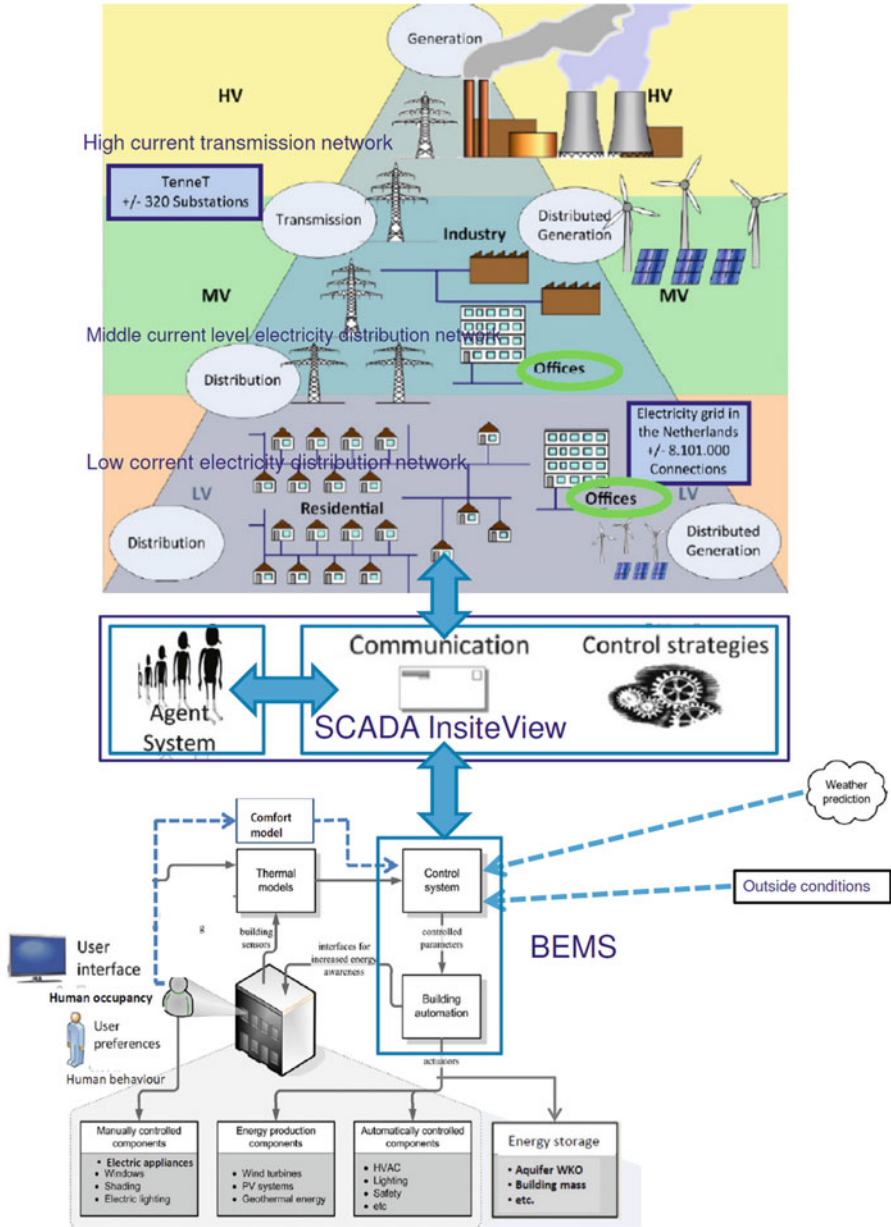 Generation
HV
HV
High current transmission network
TenneT
+/- 320 Substations
Transmission
Industry
Distributed
Generation
MV
MV
Middle current level electricity distribution network
Distribution
Offices
Electricity grid in
the Netherlands
+/- 8.101.000
Connections
Low corrent electricity distribution network
LV
Residential
Offices
LV
Distribution
Distributed
Generation
Communication
Control strategies
Agent
System
SCADA InsiteView
Weather
prediction
Comfort
model
Thermal
models
Control
system
Outside conditions
g
building
sensors
interfaces for
increased energy
awareness
controlled
parameters
BEMS
User
interface
Human occupancy
Building
automation
User
preferences
Human behaviour
actuators
Manually controlled
components
• Electric appliances
• Windows
• Shading
• Electric lighting
Energy production
components
• Wind turbines
• PV systems
• Geothermal energy
Automatically controlled
components
• HVAC
• Lighting
• Safety
• etc
Energy storage
• Aquifer WKO
• Building mass
• etc.